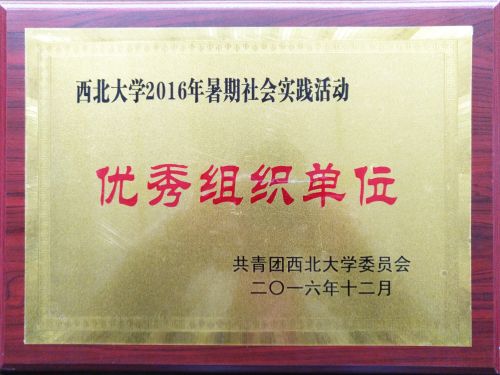 西北大学2016年暑期社会实践活动
优秀组织单位
共青团西北大学委员会
二〇一六年十二月